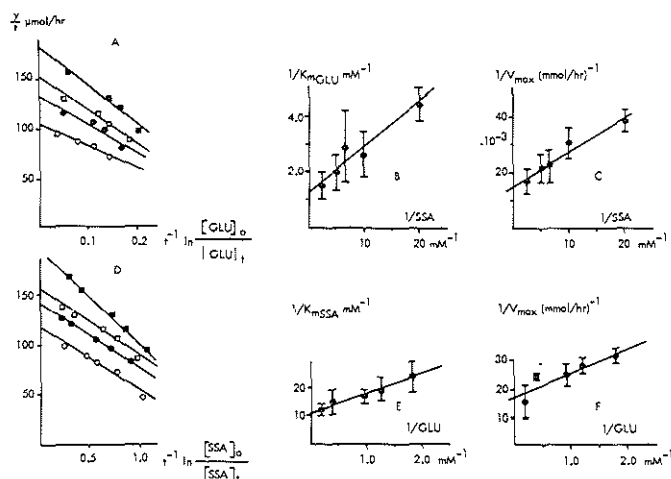 y/t μmol/hr
A
150
100
50
0.1 0.2 t⁻¹ ln [GLU]₀ / [GLU]t
1/KmGLU mM⁻¹
4.0
2.0
B
1/SSA
10 20 mM⁻¹
1/Vmax (mmol/hr)⁻¹
40
.10⁻³
20
C
1/SSA
10 20 mM⁻¹
D
150
100
50
0.5 1.0 t⁻¹ ln [SSA]₀ / [SSA]t
1/KmSSA mM⁻¹
20
10
E
1/GLU
1.0 2.0 mM⁻¹
1/Vmax (mmol/hr)⁻¹
30
20
10
F
1/GLU
1.0 2.0 mM⁻¹